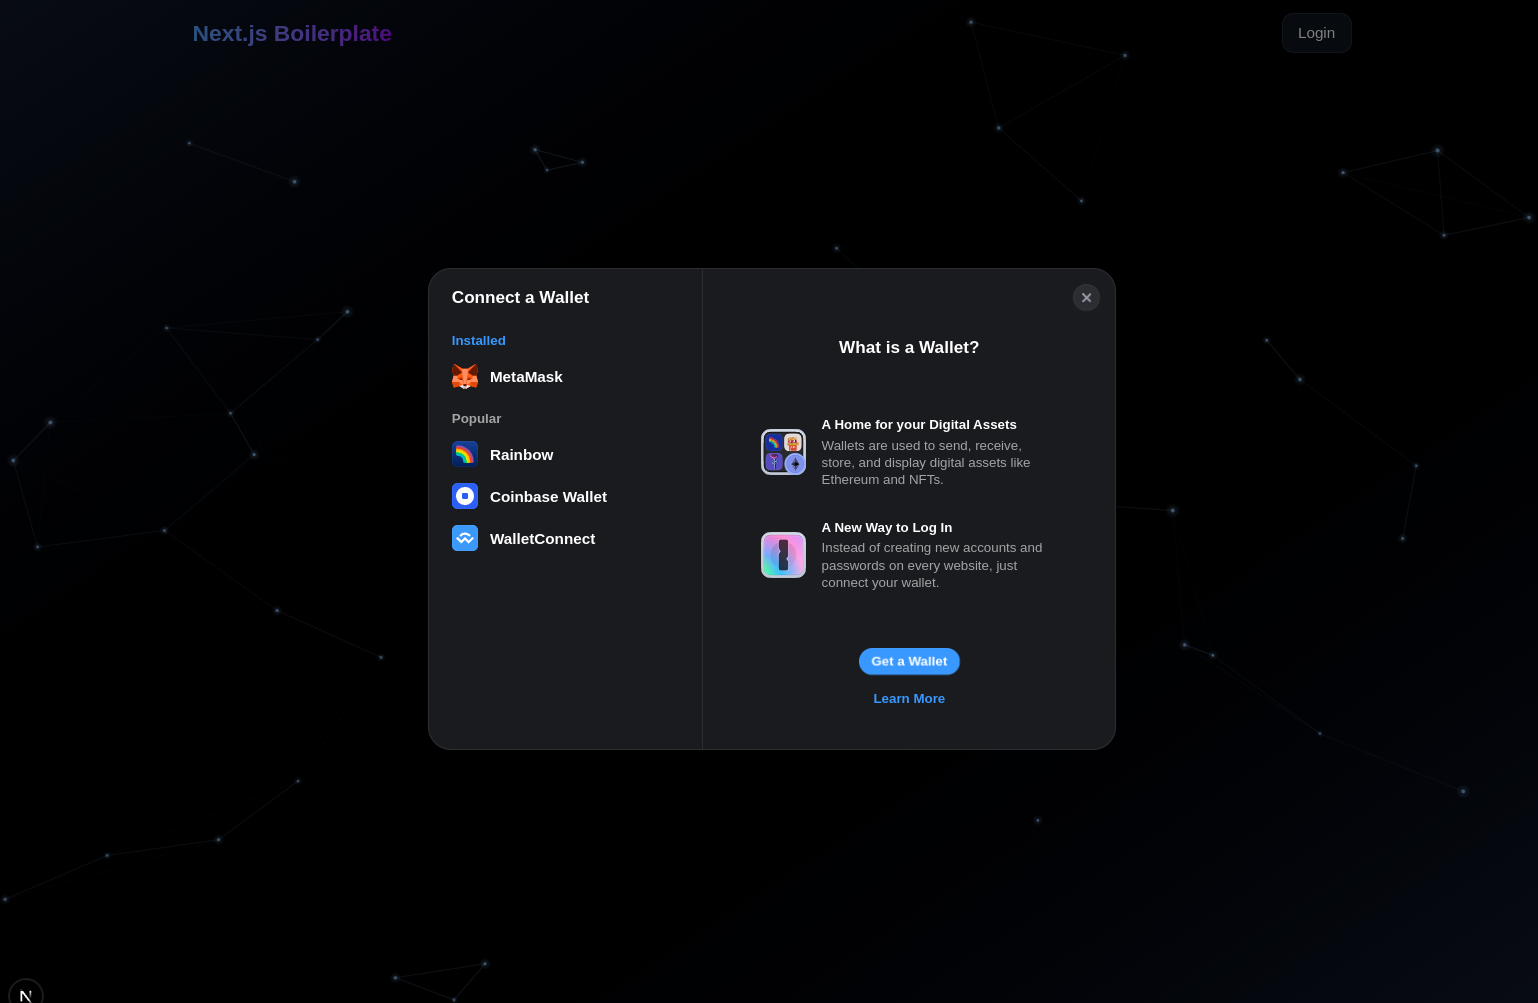 Next.js Boilerplate
Login
Connect a Wallet
Installed
MetaMask
Popular
Rainbow
Coinbase Wallet
WalletConnect
What is a Wallet?
A Home for your Digital Assets
Wallets are used to send, receive,
store, and display digital assets like
Ethereum and NFTs.
A New Way to Log In
Instead of creating new accounts and
passwords on every website, just
connect your wallet.
Get a Wallet
Learn More
N